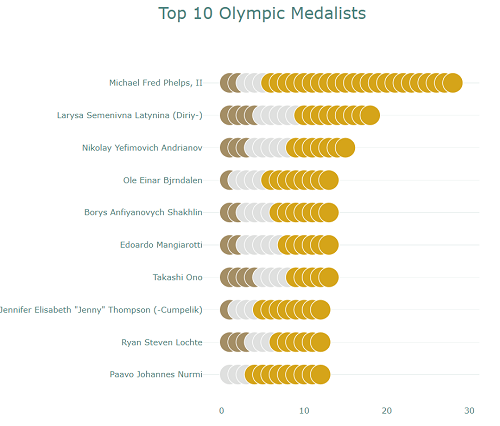 Top 10 Olympic Medalists
Michael Fred Phelps, II
Larysa Semenivna Latynina (Diriy-)
Nikolay Yefimovich Andrianov
Ole Einar Bjrndalen
Borys Anfiyanovych Shakhlin
Edoardo Mangiarotti
Takashi Ono
Jennifer Elisabeth "Jenny" Thompson (-Cumpelik)
Ryan Steven Lochte
Paavo Johannes Nurmi
0 10 20 30